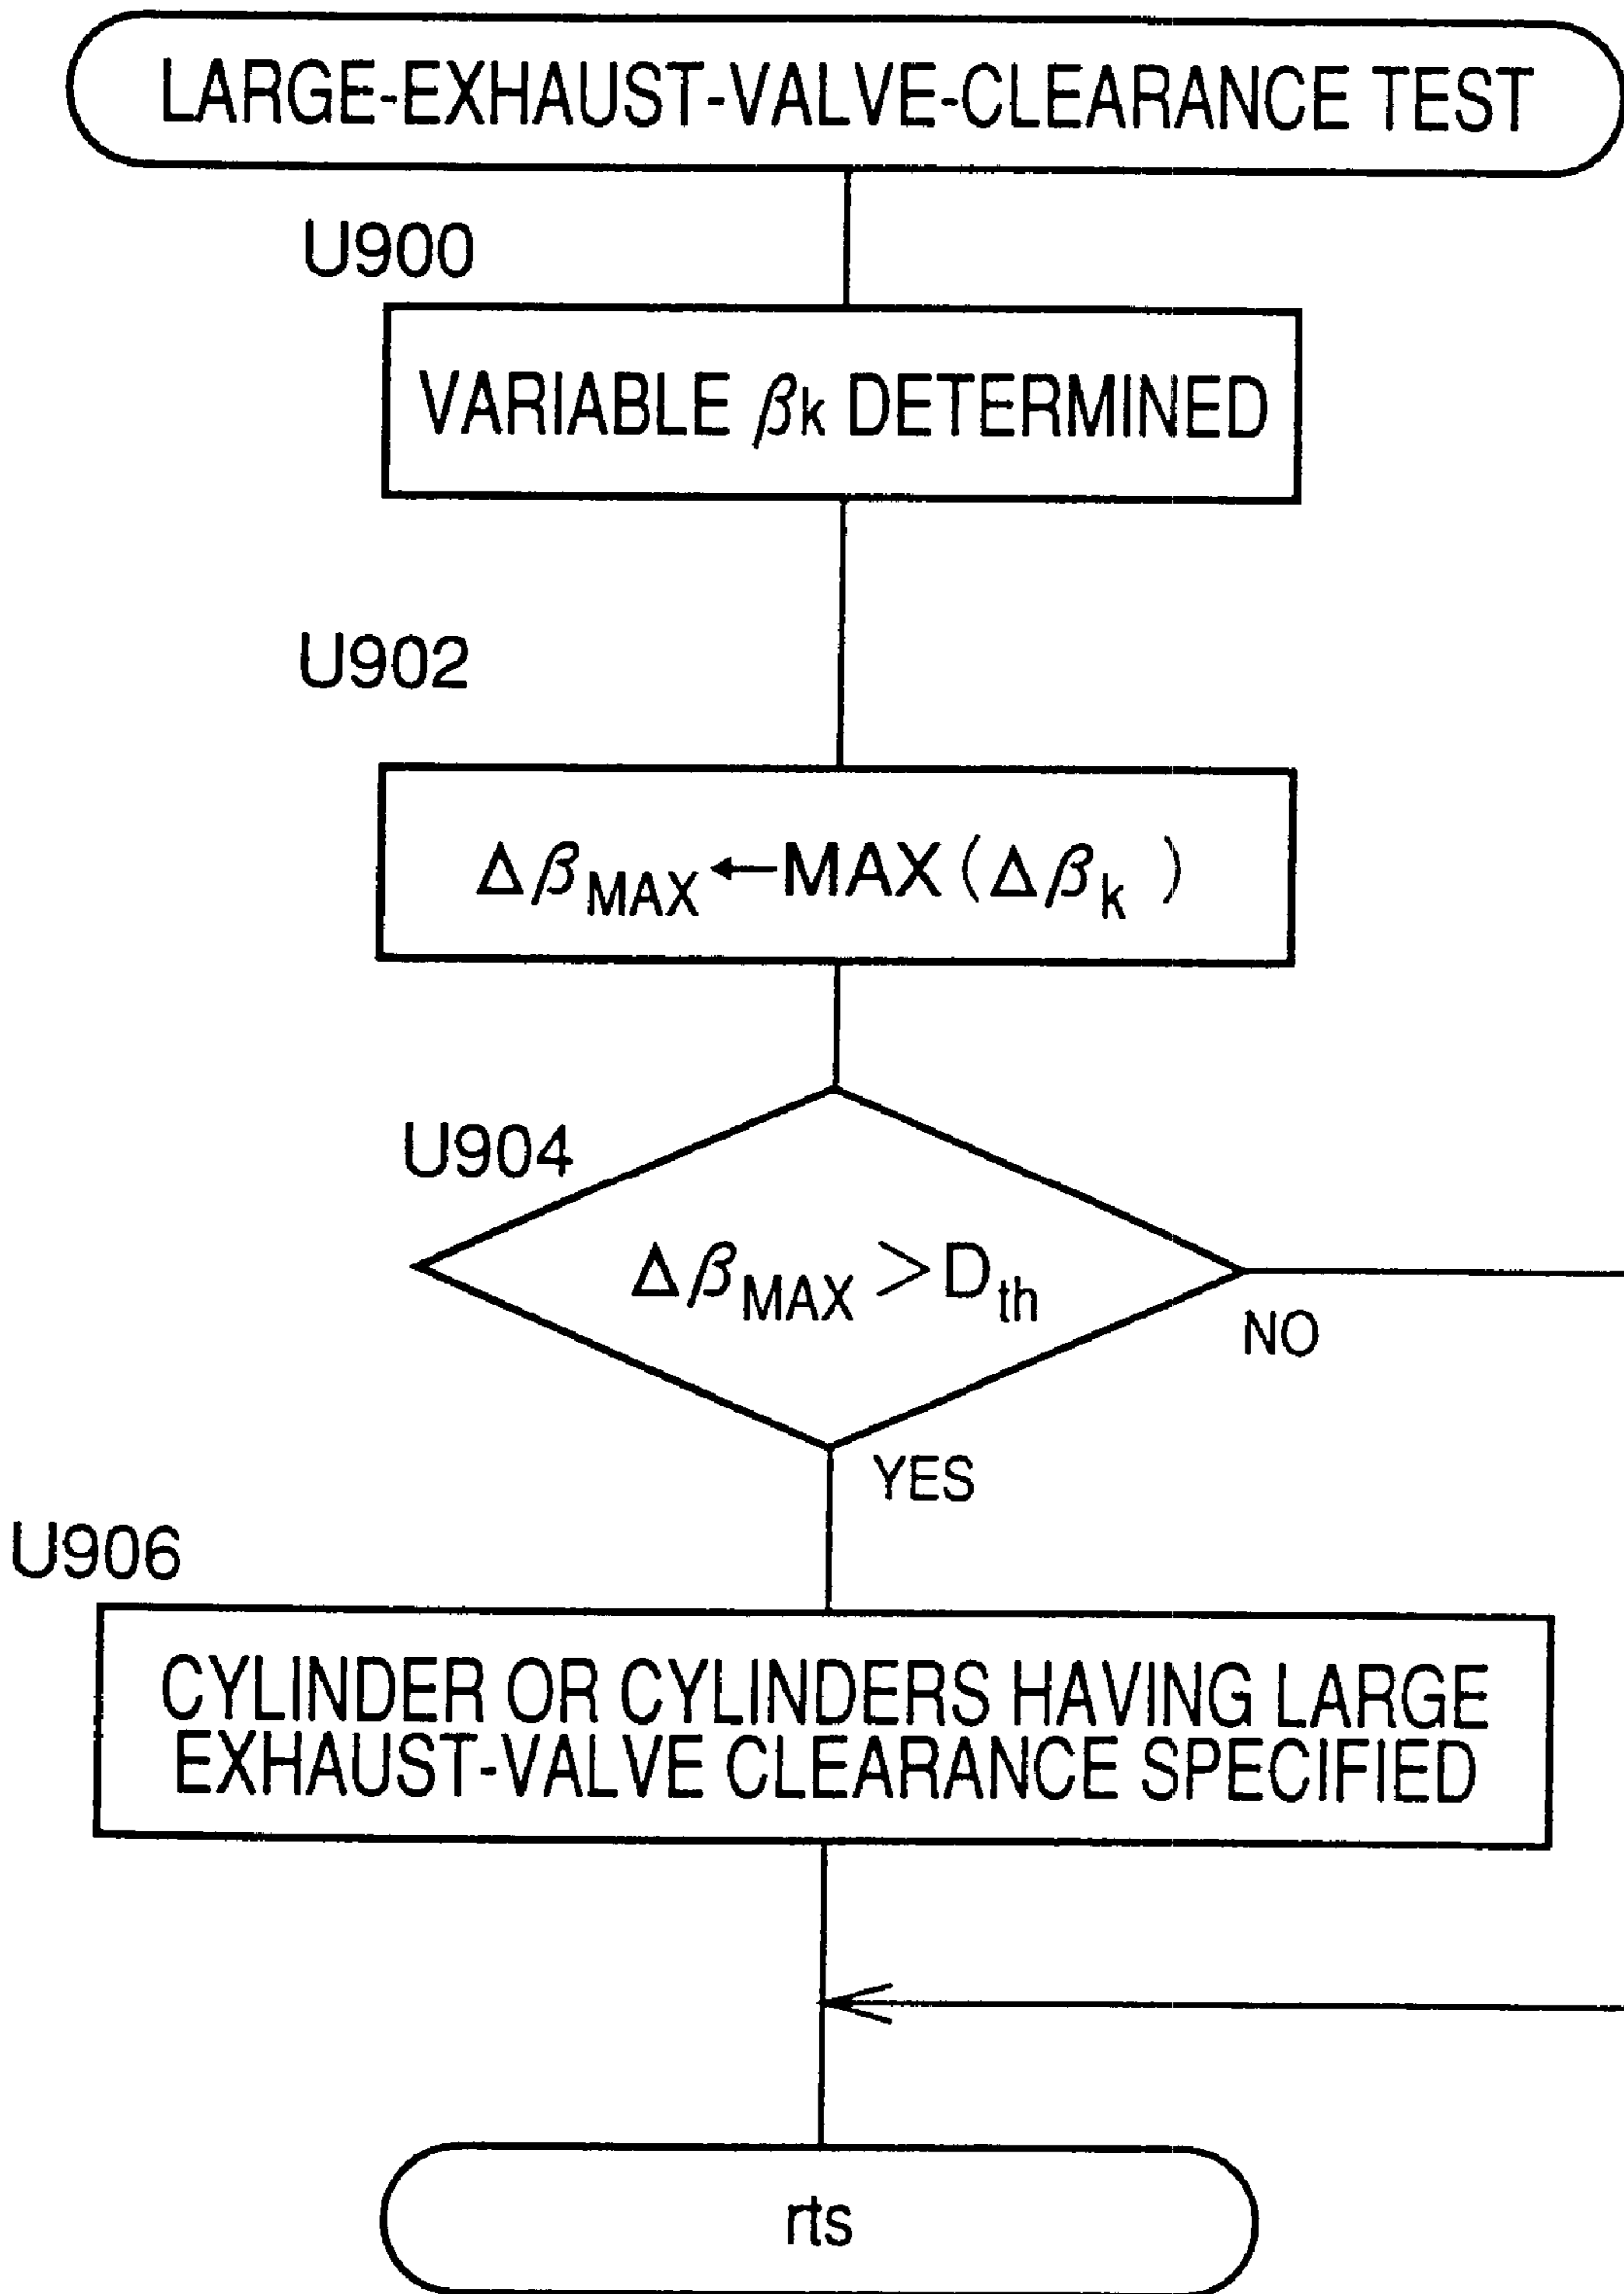 LARGE-EXHAUST-VALVE-CLEARANCE TEST
U900
VARIABLE βk DETERMINED
U902
ΔβMAX←MAX(Δβk)
U904
ΔβMAX>Dth
NO
YES
U906
CYLINDER OR CYLINDERS HAVING LARGE
EXHAUST-VALVE CLEARANCE SPECIFIED
rts